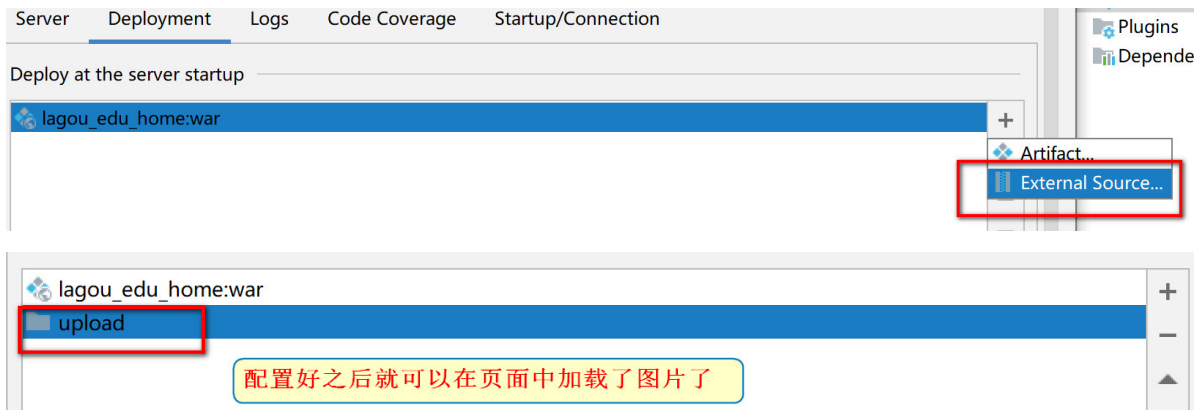 Server Deployment Logs Code Coverage Startup/Connection
Plugins
Depende
Deploy at the server startup
lagou_edu_home:war
Artifact...
External Source...
lagou_edu_home:war
upload
配置好之后就可以在页面中加载了图片了